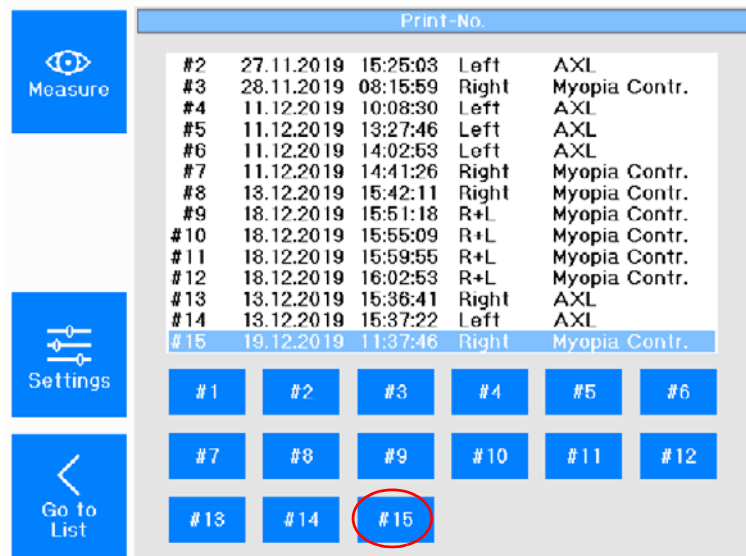 Print-No.
Measure
#2 27.11.2019 15:25:03 Left AXL
#3 28.11.2019 08:15:59 Right Myopia Contr.
#4 11.12.2019 10:08:30 Left AXL
#5 11.12.2019 13:27:46 Left AXL
#6 11.12.2019 14:02:53 Left AXL
#7 11.12.2019 14:41:26 Right Myopia Contr.
#8 13.12.2019 15:42:11 Right Myopia Contr.
#9 18.12.2019 15:51:18 R+L Myopia Contr.
#10 18.12.2019 15:55:09 R+L Myopia Contr.
#11 18.12.2019 15:59:55 R+L Myopia Contr.
#12 18.12.2019 16:02:53 R+L Myopia Contr.
#13 13.12.2019 15:36:41 Right AXL
#14 13.12.2019 15:37:22 Left AXL
#15 19.12.2019 11:37:46 Right Myopia Contr.
Settings
#1 #2 #3 #4 #5 #6
#7 #8 #9 #10 #11 #12
Go to
List
#13 #14 #15